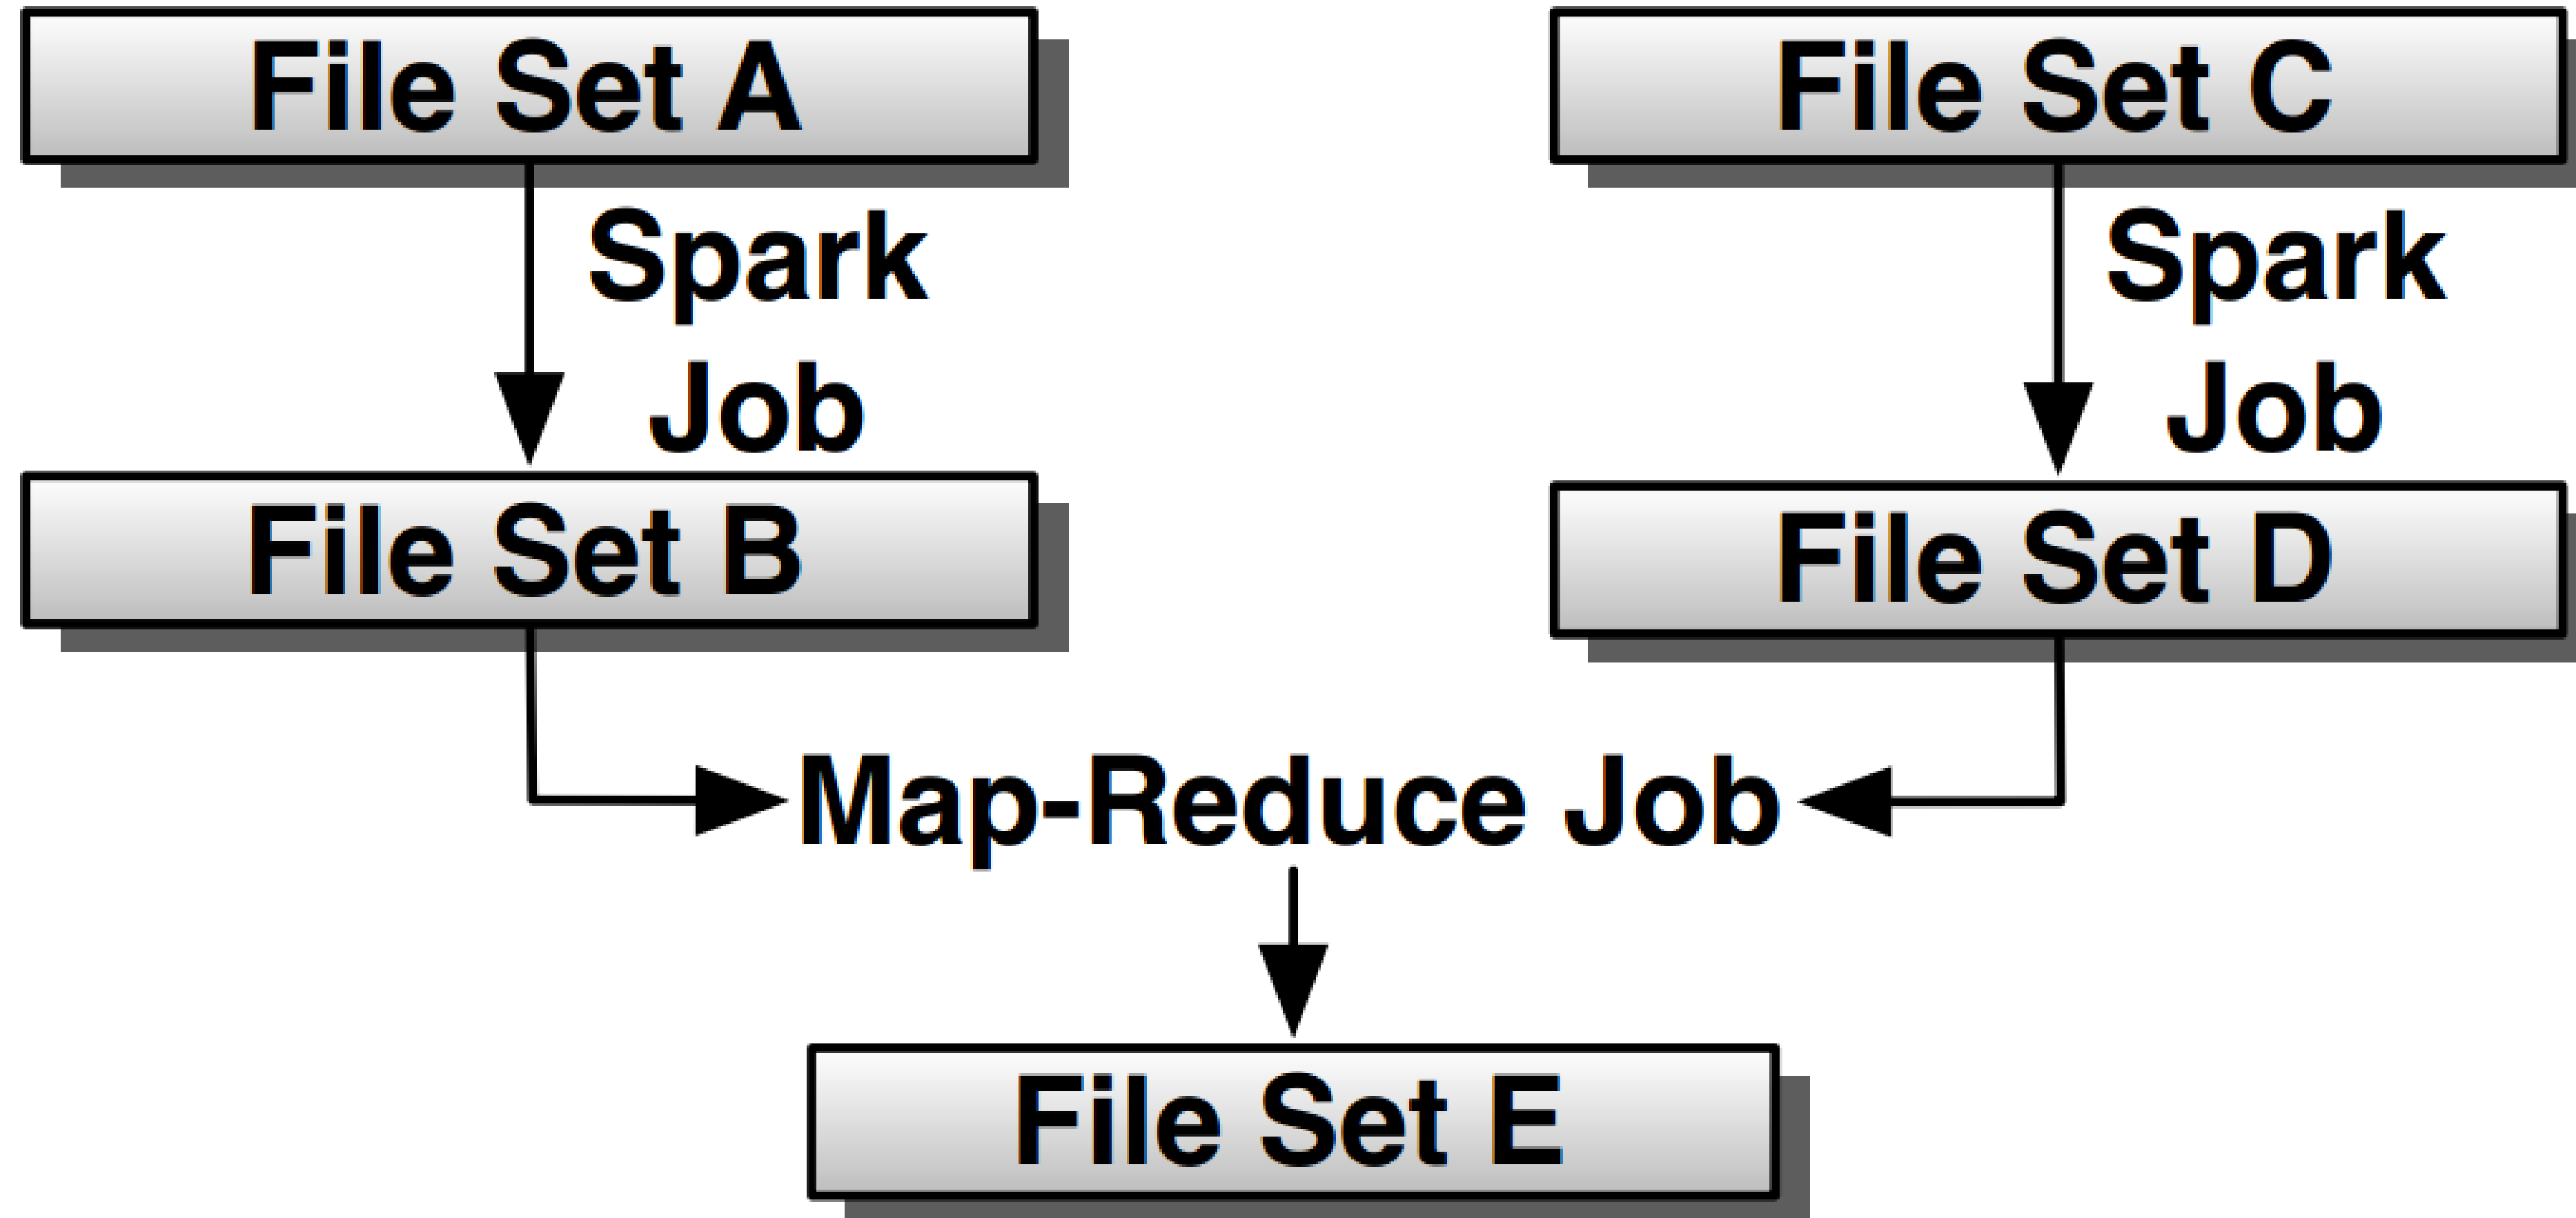 File Set A
File Set C
Spark
Job
Spark
Job
File Set B
File Set D
Map-Reduce Job
File Set E